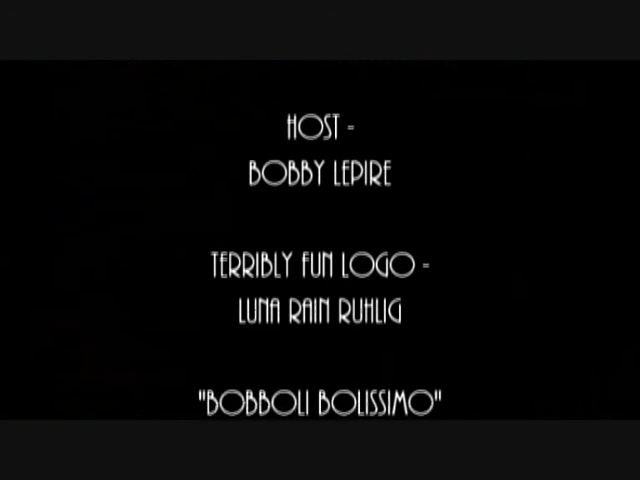 HOST -
BOBBY LEPIRE
TERRIBLY FUN LOGO -
LUNA RAIN RUHLIG
"BOBBOLI BOLISSIMO"